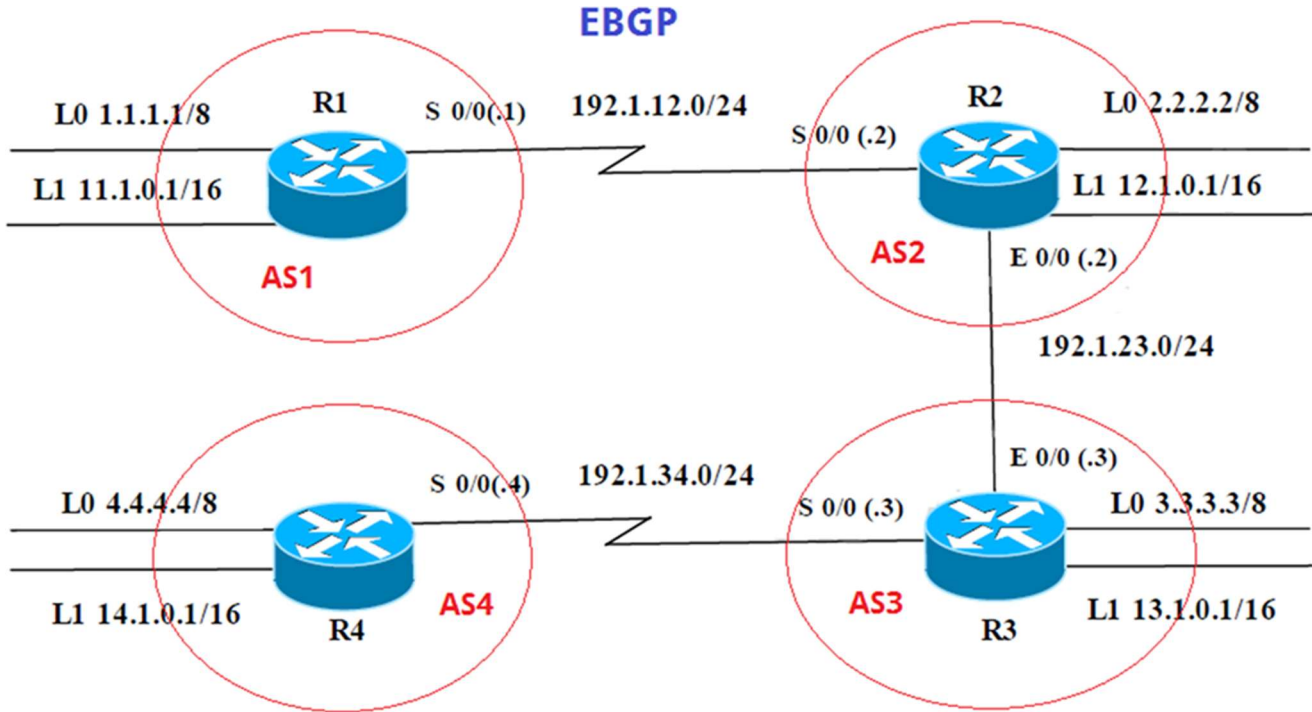 EBGP
R1
L0 1.1.1.1/8
S 0/0(.1)
L1 11.1.0.1/16
AS1
192.1.12.0/24
R2
S 0/0 (.2)
L0 2.2.2.2/8
L1 12.1.0.1/16
AS2
E 0/0 (.2)
192.1.23.0/24
L0 4.4.4.4/8
S 0/0(.4)
L1 14.1.0.1/16
R4
AS4
192.1.34.0/24
E 0/0 (.3)
S 0/0 (.3)
L0 3.3.3.3/8
AS3
R3
L1 13.1.0.1/16